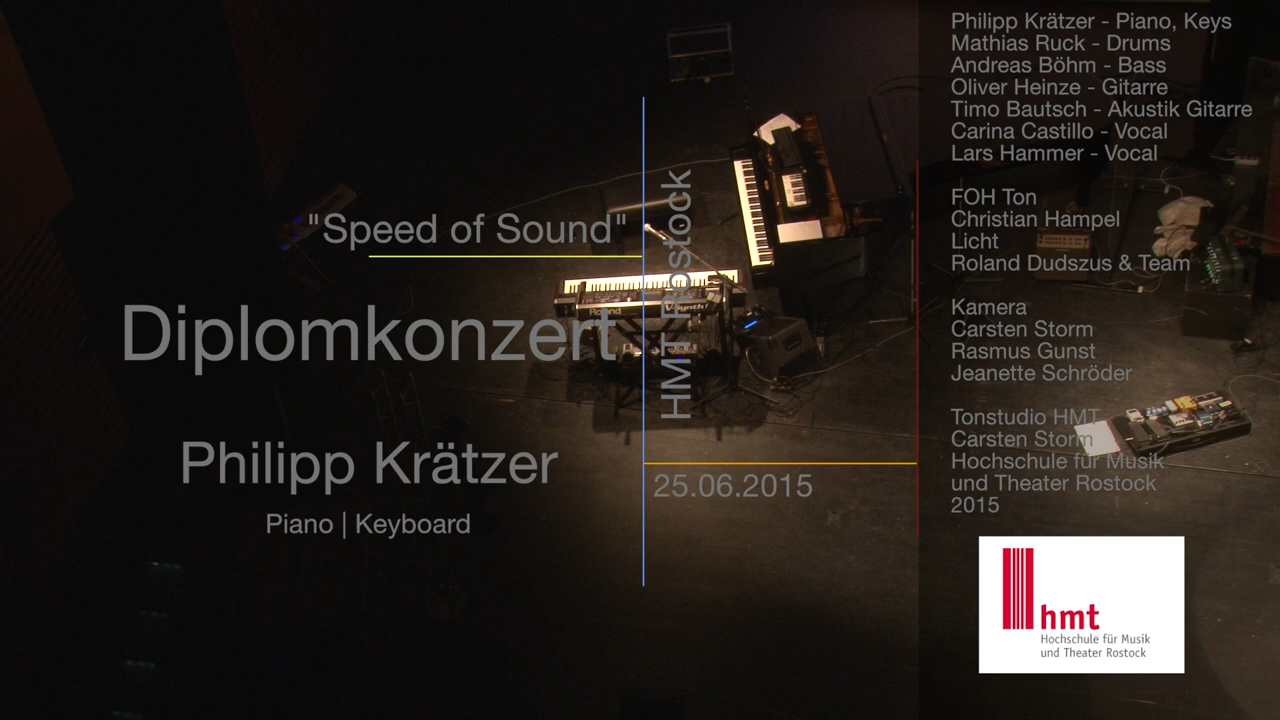 "Speed of Sound"
Diplomkonzert
Philipp Krätzer
Piano | Keyboard
HMT Rostock
25.06.2015
Roland
V-Synth
Philipp Krätzer - Piano, Keys
Mathias Ruck - Drums
Andreas Böhm - Bass
Oliver Heinze - Gitarre
Timo Bautsch - Akustik Gitarre
Carina Castillo - Vocal
Lars Hammer - Vocal
FOH Ton
Christian Hampel
Licht
Roland Dudszus & Team
Kamera
Carsten Storm
Rasmus Gunst
Jeanette Schröder
Tonstudio HMT
Carsten Storm
Hochschule für Musik
und Theater Rostock
2015
hmt
Hochschule für Musik
und Theater Rostock